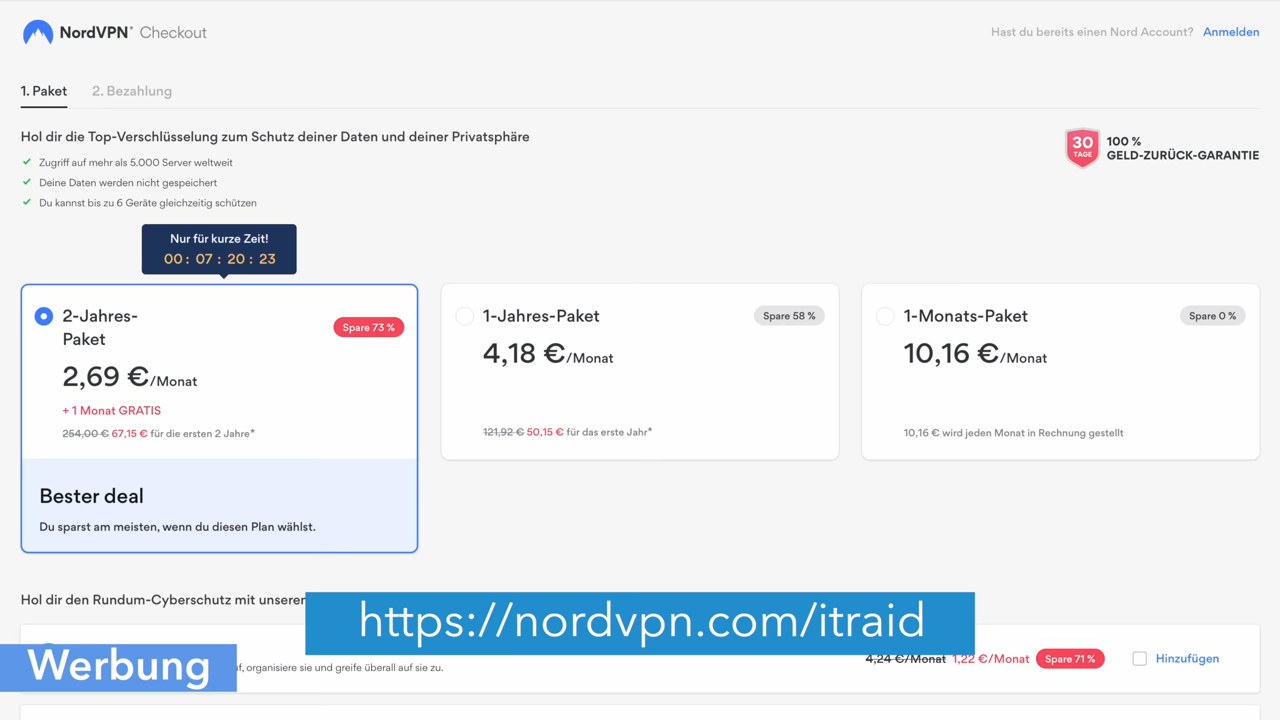 NordVPN® Checkout
Hast du bereits einen Nord Account? Anmelden
1. Paket 2. Bezahlung
Hol dir die Top-Verschlüsselung zum Schutz deiner Daten und deiner Privatsphäre
Zugriff auf mehr als 5.000 Server weltweit
Deine Daten werden nicht gespeichert
Du kannst bis zu 6 Geräte gleichzeitig schützen
30 TAGE
100 %
GELD-ZURÜCK-GARANTIE
Nur für kurze Zeit!
00 : 07 : 20 : 23
2-Jahres-
Paket
Spare 73 %
2,69 €/Monat
+ 1 Monat GRATIS
254,00 € 67,15 € für die ersten 2 Jahre*
Bester deal
Du sparst am meisten, wenn du diesen Plan wählst.
1-Jahres-Paket
Spare 58 %
4,18 €/Monat
121,92 € 50,15 € für das erste Jahr*
1-Monats-Paket
Spare 0 %
10,16 €/Monat
10,16 € wird jeden Monat in Rechnung gestellt
Hol dir den Rundum-Cyberschutz mit unseren
https://nordvpn.com/itraid
Werbung
, organisiere sie und greife überall auf sie zu.
4,24 €/Monat 1,22 €/Monat Spare 71 % Hinzufügen